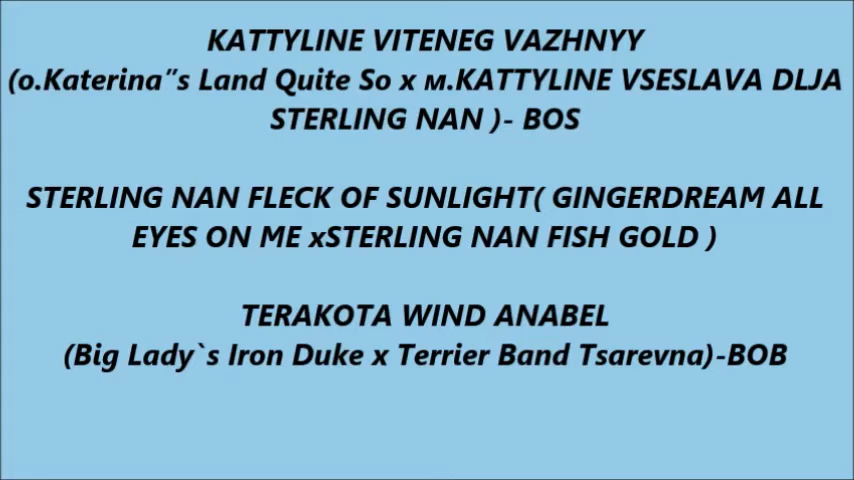 KATTYLINE VITENEG VAZHNYY
(o.Katerina"s Land Quite So x м.KATTYLINE VSESLAVA DLJA
STERLING NAN )- BOS
STERLING NAN FLECK OF SUNLIGHT( GINGERDREAM ALL
EYES ON ME xSTERLING NAN FISH GOLD )
TERAKOTA WIND ANABEL
(Big Lady`s Iron Duke x Terrier Band Tsarevna)-BOB